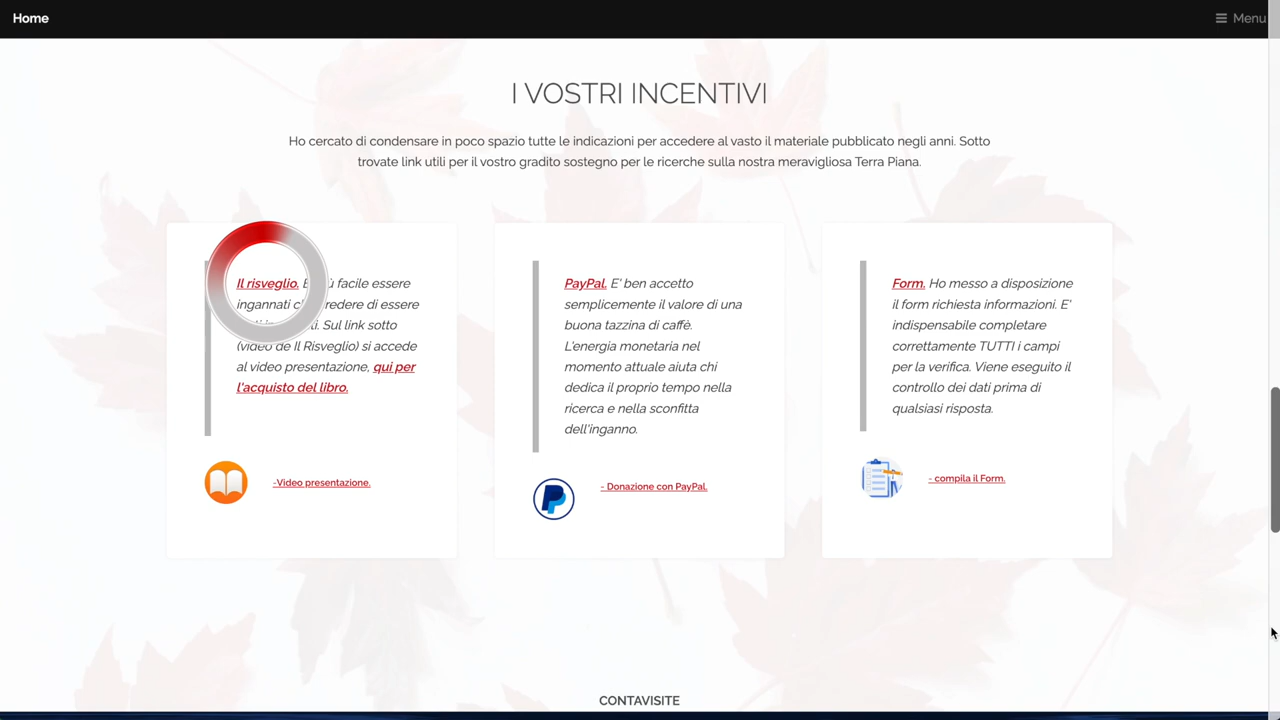 Home
Menu
I VOSTRI INCENTIVI
Ho cercato di condensare in poco spazio tutte le indicazioni per accedere al vasto il materiale pubblicato negli anni. Sotto
trovate link utili per il vostro gradito sostegno per le ricerche sulla nostra meravigliosa Terra Piana.
Il risveglio. facile essere
ingannati credere di essere
Sul link sotto
(video de Il Risveglio) si accede
al video presentazione, qui per
l'acquisto del libro.
-Video presentazione.
PayPal. E' ben accetto
semplicemente il valore di una
buona tazzina di caffè.
L'energia monetaria nel
momento attuale aiuta chi
dedica il proprio tempo nella
ricerca e nella sconfitta
dell'inganno.
- Donazione con PayPal.
Form. Ho messo a disposizione
il form richiesta informazioni. E'
indispensabile completare
correttamente TUTTI i campi
per la verifica. Viene eseguito il
controllo dei dati prima di
qualsiasi risposta.
- compila il Form.
CONTAVISITE